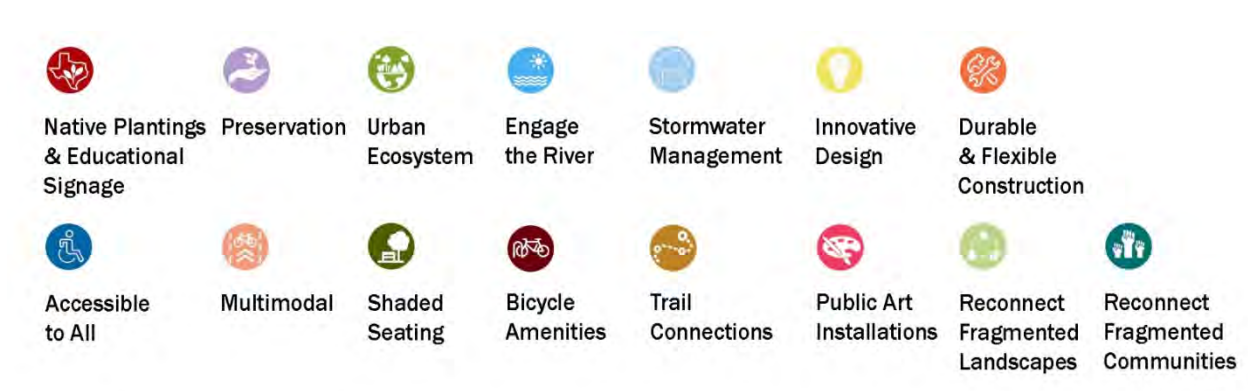 Native Plantings
& Educational
Signage
Preservation
Urban
Ecosystem
Engage
the River
Stormwater
Management
Innovative
Design
Durable
& Flexible
Construction
Accessible
to All
Multimodal
Shaded
Seating
Bicycle
Amenities
Trail
Connections
Public Art
Installations
Reconnect
Fragmented
Landscapes
Reconnect
Fragmented
Communities